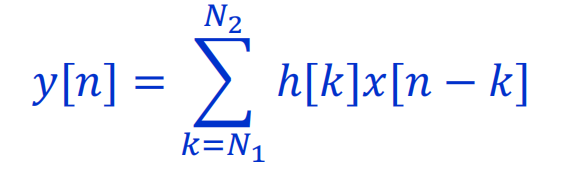 N₂
y[n] = ∑ h[k]x[n − k]
k=N₁